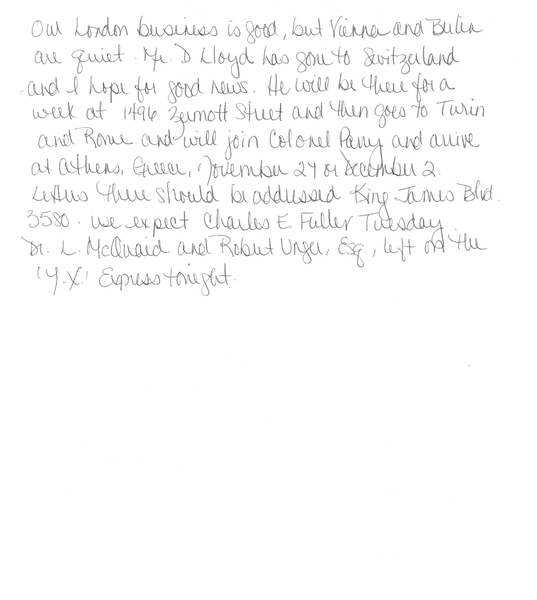 Our London business is good, but Vienna and Berlin
are quiet. Mr. D Lloyd has gone to Switzerland
and I hope for good news. He will be there for a
week at 1496 Zermott Street and then goes to Turin
and Rome and will join Colonel Parry and arrive
at Athens, Greece, November 27 or December 2.
Letters there should be addressed King James Blvd.
3580. we expect Charles E Fuller Tuesday.
Dr. L. McQuaid and Robert Unger, Esq., left on the
'Y.X.' Express tonight.